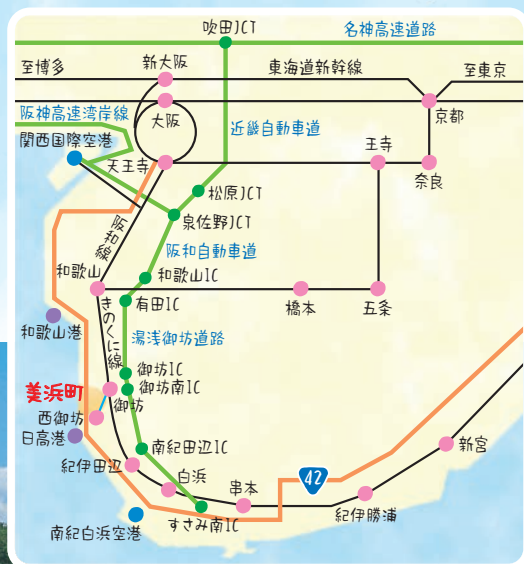 吹田JCT
名神高速道路
至博多
新大阪
東海道新幹線
至東京
阪神高速湾岸線
大阪
近畿自動車道
京都
関西国際空港
天王寺
王寺
奈良
松原JCT
泉佐野JCT
阪和線
阪和自動車道
和歌山
和歌山IC
有田IC
橋本
五条
和歌山港
きのくに線
湯浅御坊道路
御坊IC
美浜町
御坊南IC
御坊
西御坊
日高港
南紀田辺IC
新宮
紀伊田辺
白浜
串本
42
紀伊勝浦
南紀白浜空港
すさみ南IC